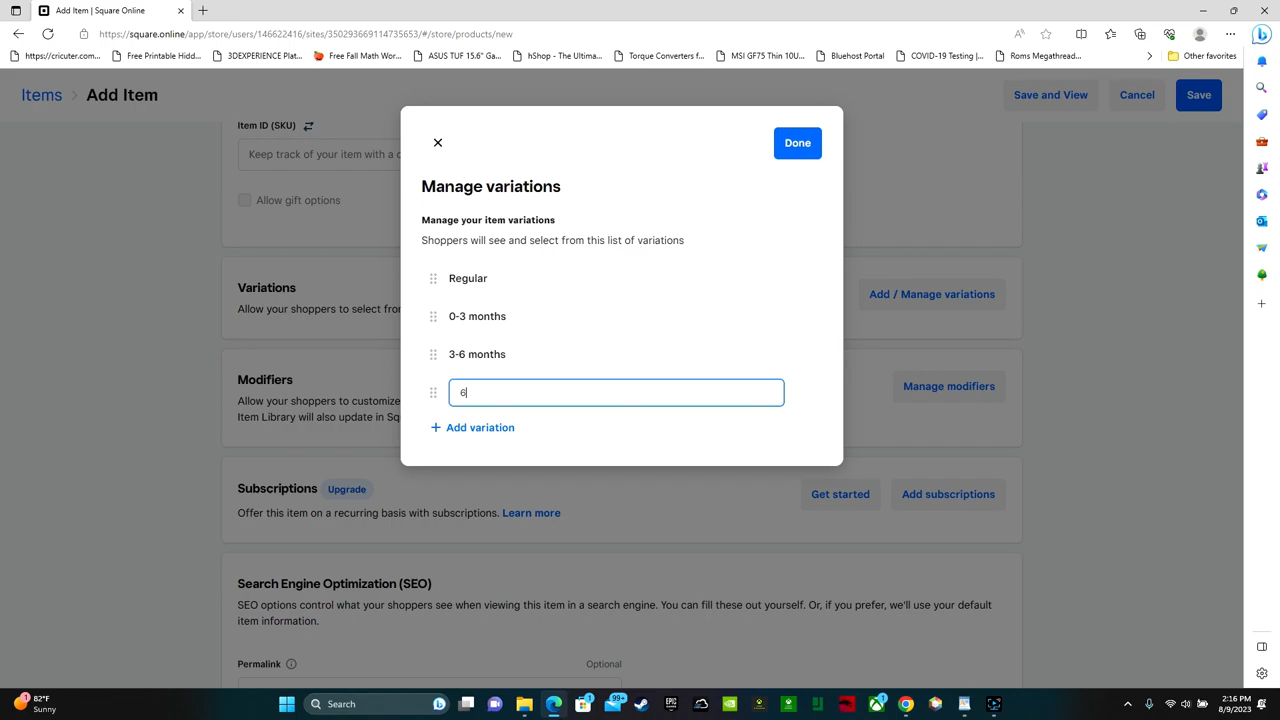 Add Item | Square Online
https://square.online/app/store/users/146622416/sites/350293669114735653/#/store/products/new
https://cricuter.com... Free Printable Hidd... 3DEXPERIENCE Plat... Free Fall Math Wor... ASUS TUF 15.6" Ga... hShop - The Ultima... Torque Converters f... MSI GF75 Thin 10U... Bluehost Portal COVID-19 Testing |... Roms Megathread... Other favorites
Items > Add Item Save and View Cancel Save
Item ID (SKU)
Keep track of your item with a c
Allow gift options
Done
Manage variations
Manage your item variations
Shoppers will see and select from this list of variations
Regular
0-3 months
3-6 months
6
+ Add variation
Variations
Allow your shoppers to select from
Add / Manage variations
Modifiers
Allow your shoppers to customize
Item Library will also update in Sq
Manage modifiers
Subscriptions Upgrade
Offer this item on a recurring basis with subscriptions. Learn more
Get started Add subscriptions
Search Engine Optimization (SEO)
SEO options control what your shoppers see when viewing this item in a search engine. You can fill these out yourself. Or, if you prefer, we'll use your default
item information.
Permalink Optional
1
82°F
Sunny
Search
1
99+
EPIC
1
2:16 PM
8/9/2023